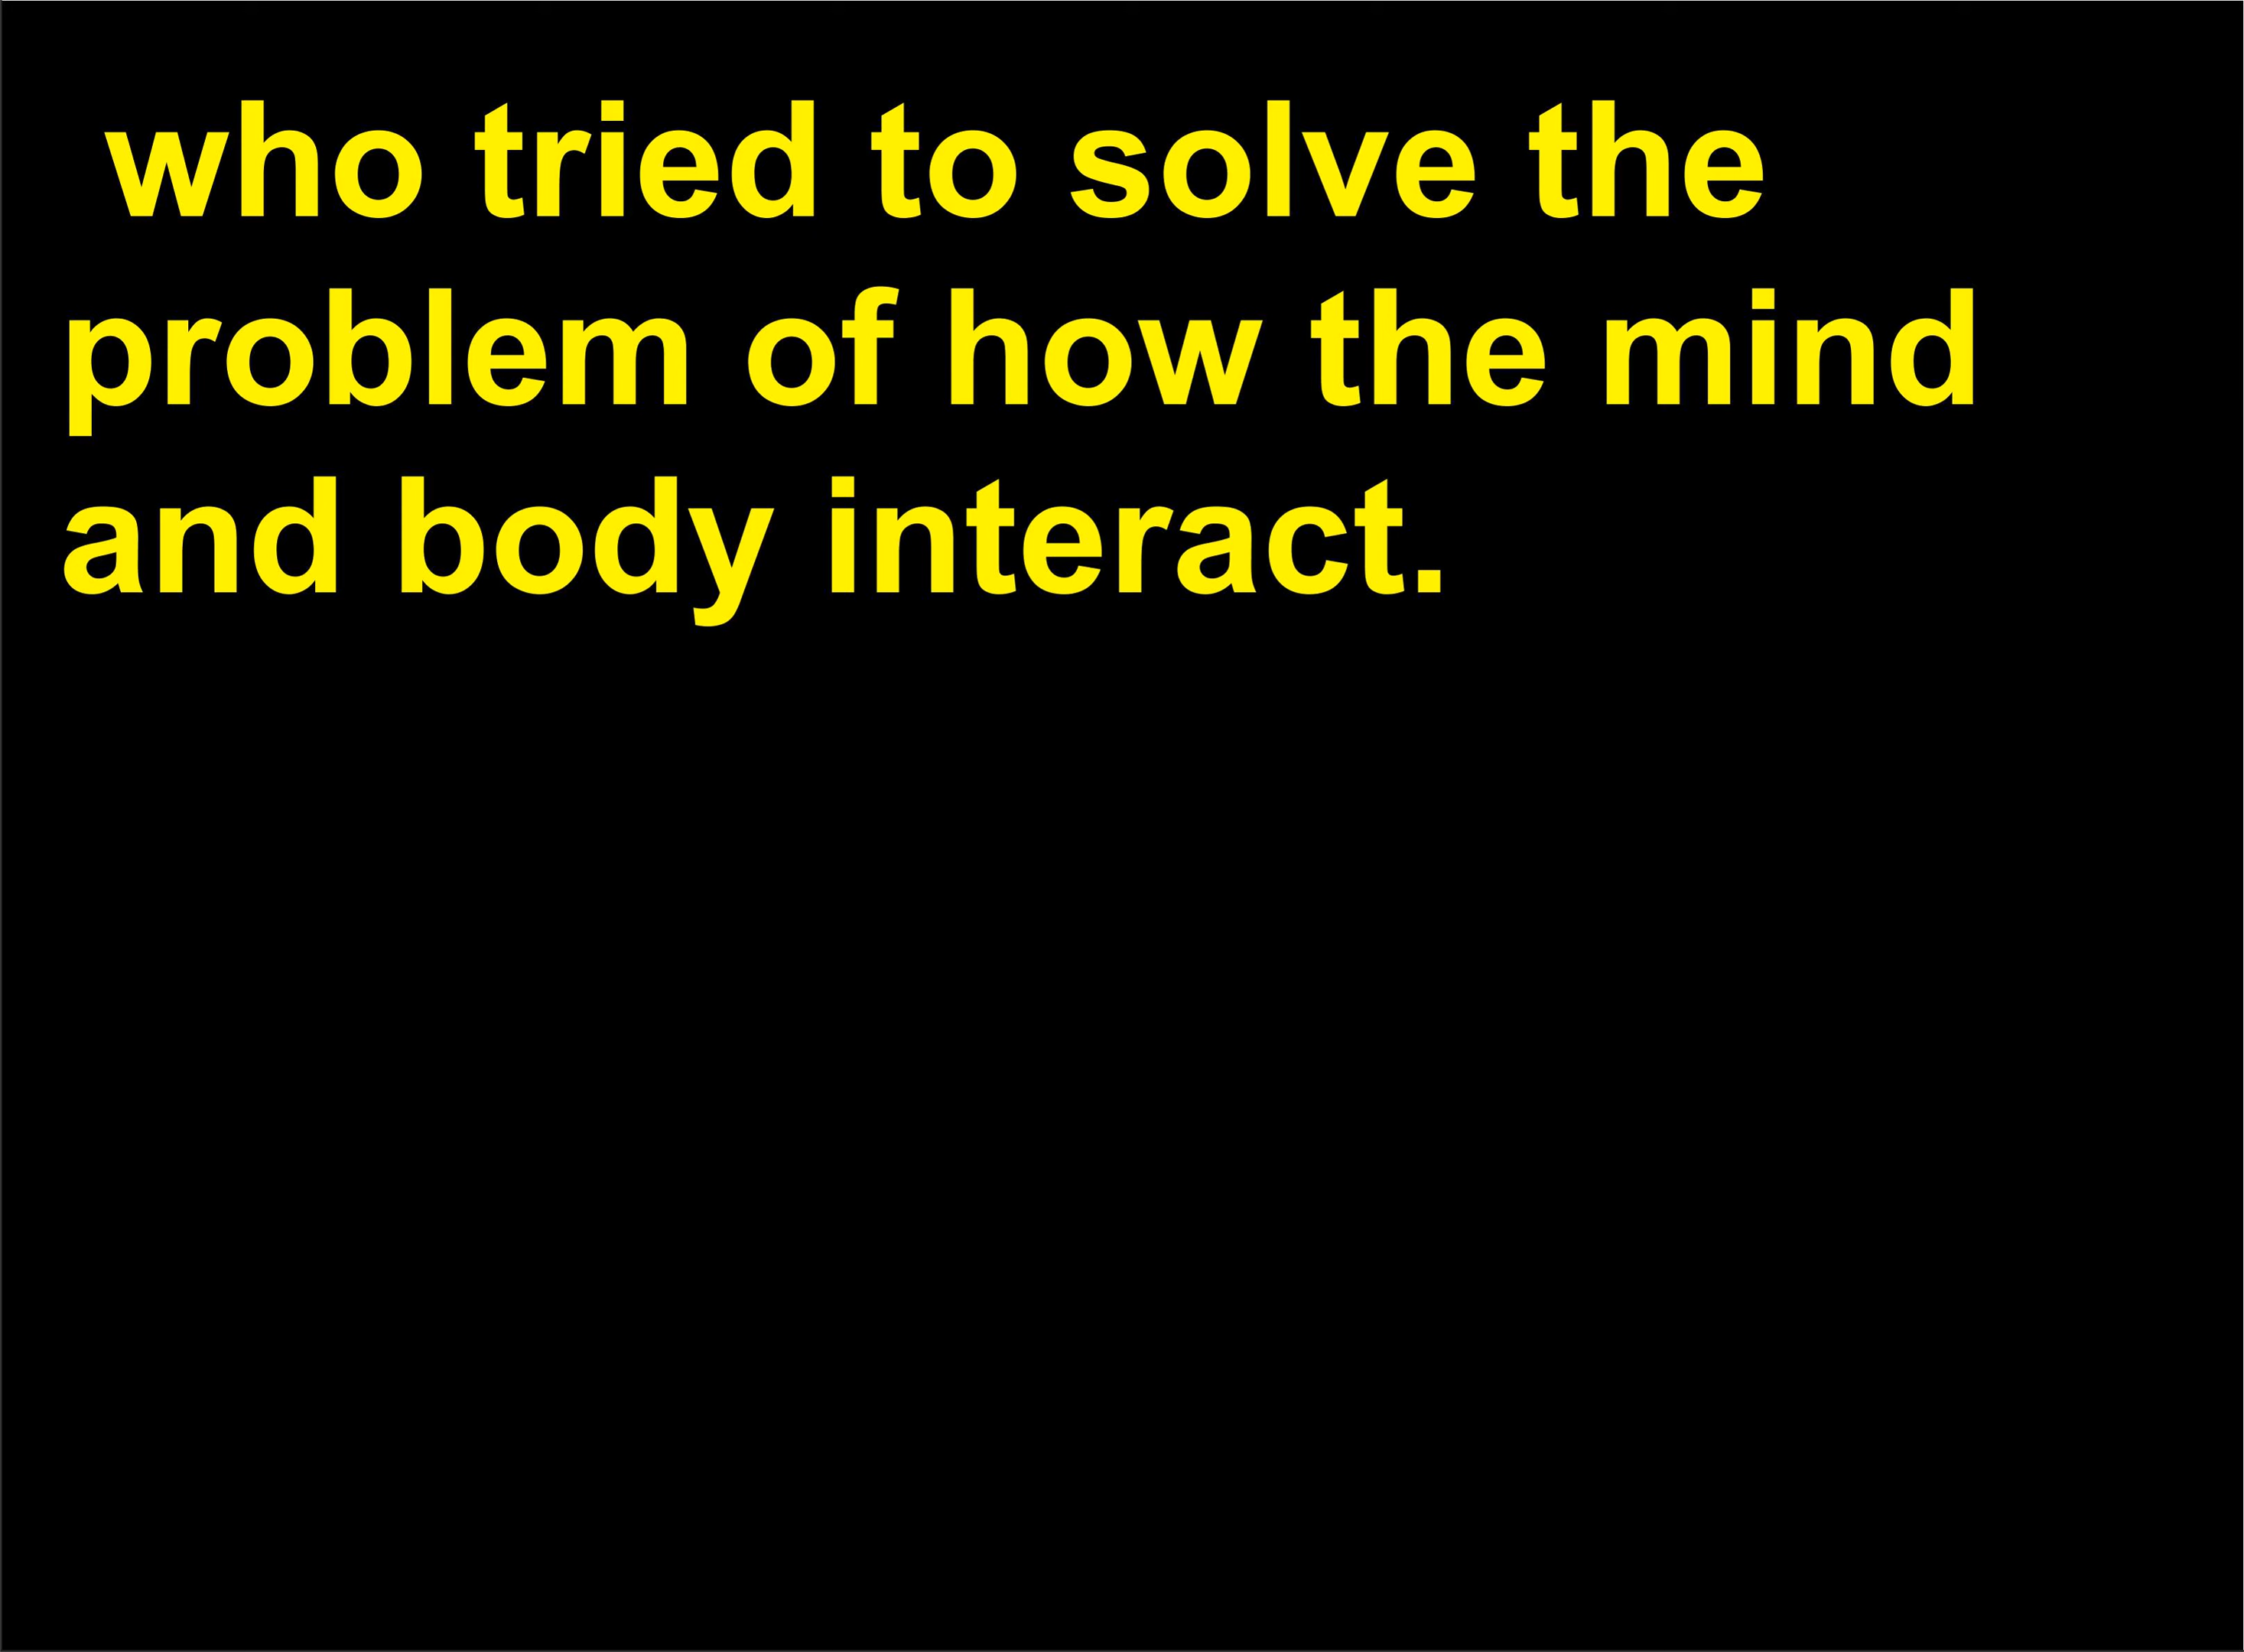 who tried to solve the
problem of how the mind
and body interact.